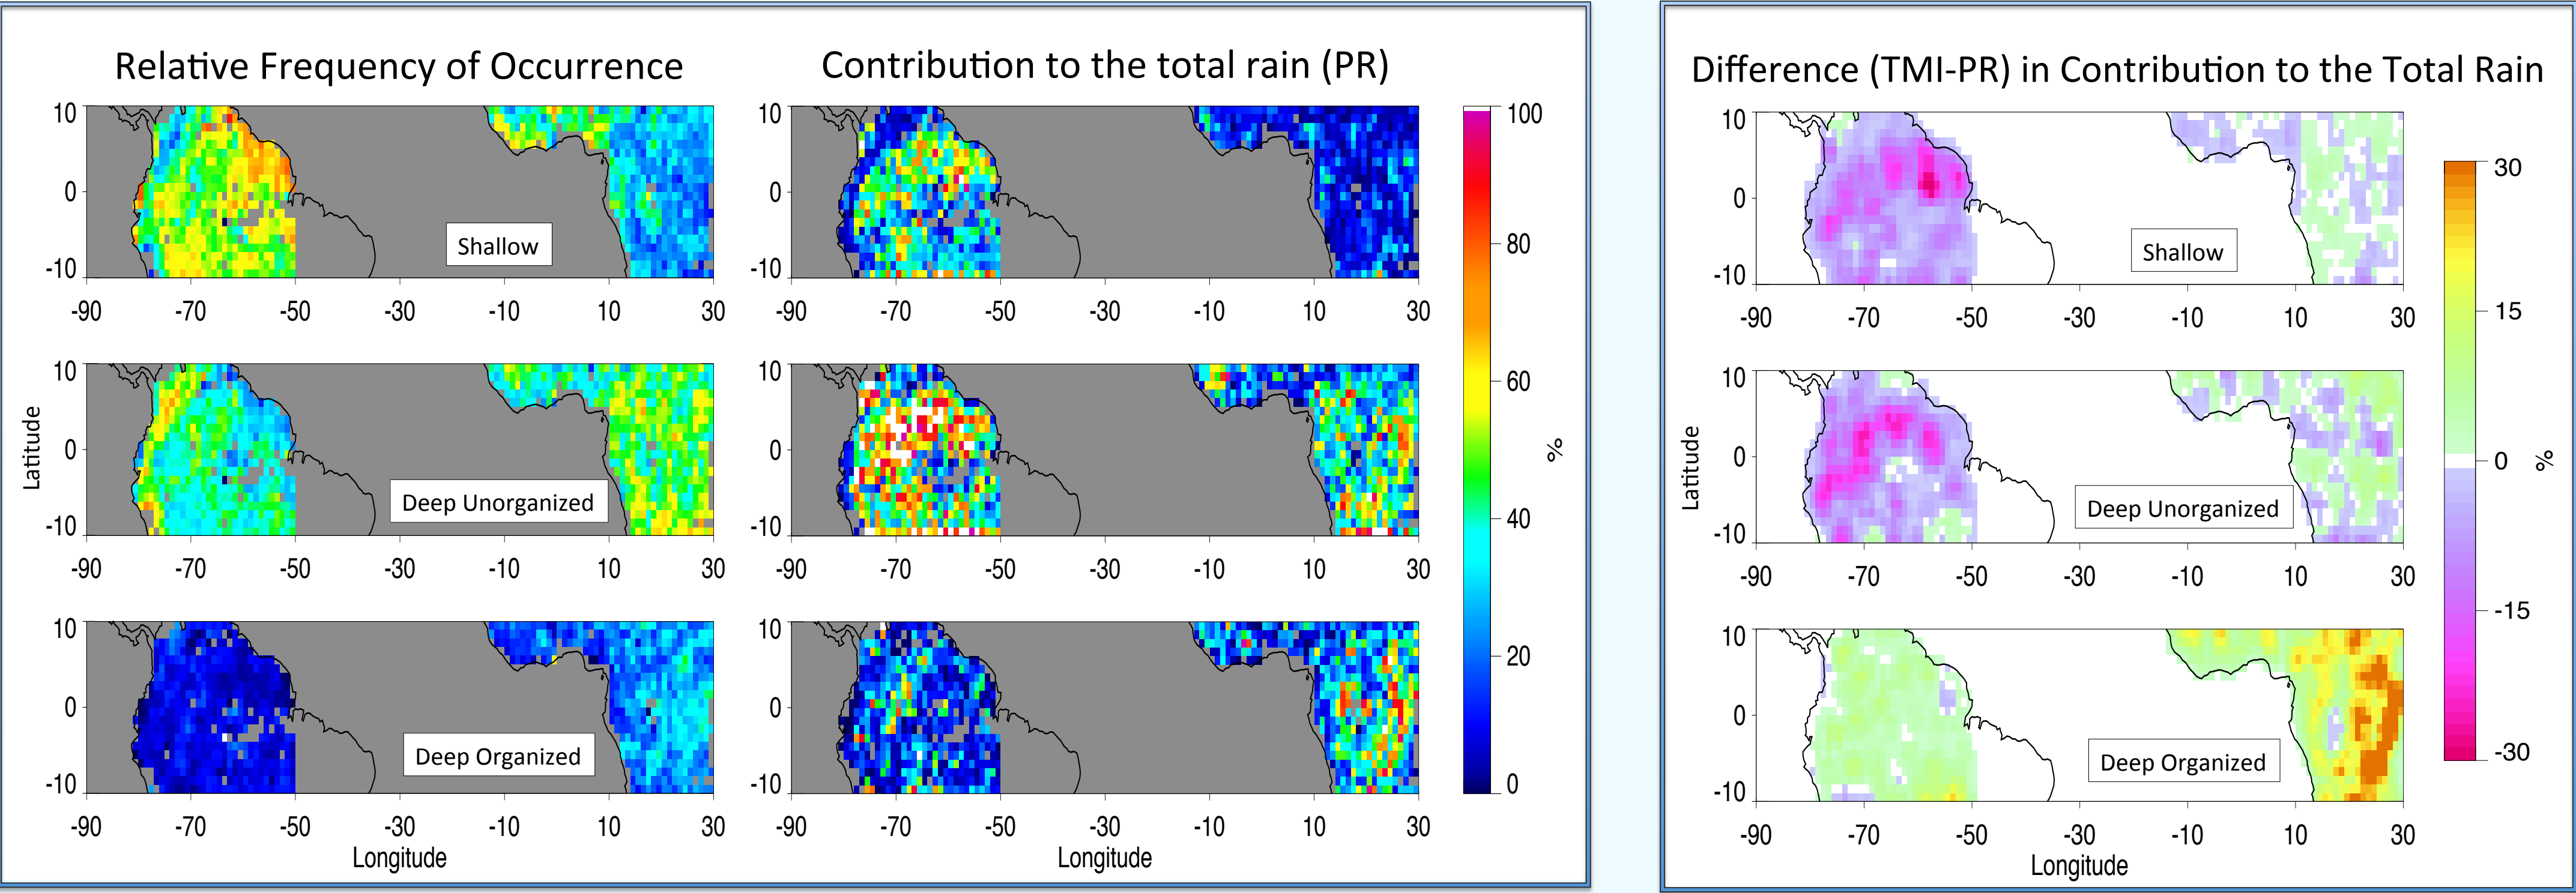 Relative Frequency of Occurrence
Contribution to the total rain (PR)
Difference (TMI-PR) in Contribution to the Total Rain
10
0
-10
Shallow
-90 -70 -50 -30 -10 10 30
10
0
-10
-90 -70 -50 -30 -10 10 30
Latitude
10
0
-10
Deep Unorganized
-90 -70 -50 -30 -10 10 30
10
0
-10
-90 -70 -50 -30 -10 10 30
10
0
-10
Deep Organized
-90 -70 -50 -30 -10 10 30
Longitude
10
0
-10
-90 -70 -50 -30 -10 10 30
Longitude
100
80
60
%
40
20
0
10
0
-10
Shallow
-90 -70 -50 -30 -10 10 30
Latitude
10
0
-10
Deep Unorganized
-90 -70 -50 -30 -10 10 30
10
0
-10
Deep Organized
-90 -70 -50 -30 -10 10 30
Longitude
30
15
0
%
-15
-30